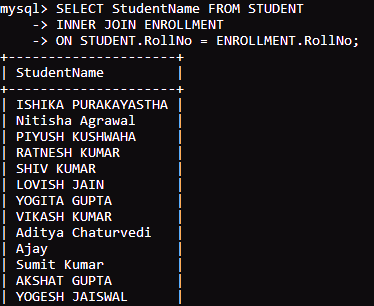 mysql> SELECT StudentName FROM STUDENT
    -> INNER JOIN ENROLLMENT
    -> ON STUDENT.RollNo = ENROLLMENT.RollNo;
+---------------------+
| StudentName         |
+---------------------+
| ISHIKA PURAKAYASTHA |
| Nitisha Agrawal     |
| PIYUSH KUSHWAHA     |
| RATNESH KUMAR       |
| SHIV KUMAR          |
| LOVISH JAIN         |
| YOGITA GUPTA        |
| VIKASH KUMAR        |
| Aditya Chaturvedi   |
| Ajay                |
| Sumit Kumar         |
| AKSHAT GUPTA        |
| YOGESH JAISWAL      |